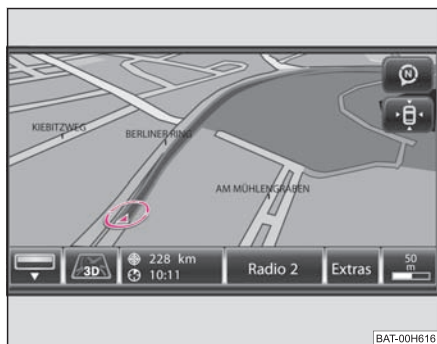 N
KIEBITZWEG
BERLINER RING
AM MÜHLENGRABEN
3D
228 km
10:11
Radio 2
Extras
50
m
BAT-00H616